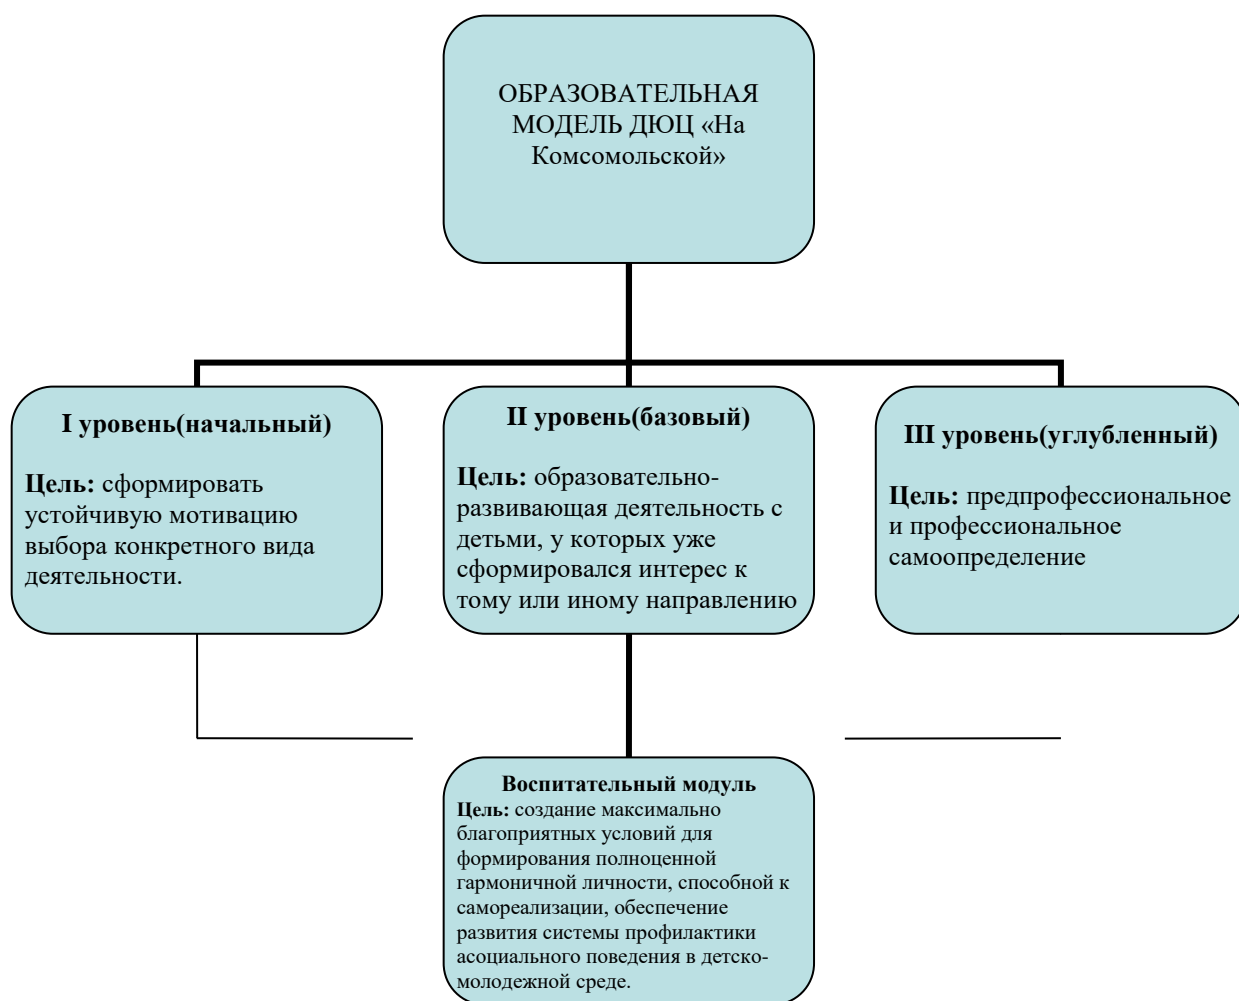 ОБРАЗОВАТЕЛЬНАЯ
МОДЕЛЬ ДЮЦ «На
Комсомольской»
I уровень(начальный)
Цель: сформировать
устойчивую мотивацию
выбора конкретного вида
деятельности.
II уровень(базовый)
Цель: образовательно-
развивающая деятельность с
детьми, у которых уже
сформировался интерес к
тому или иному направлению
III уровень(углубленный)
Цель: предпрофессиональное
и профессиональное
самоопределение
Воспитательный модуль
Цель: создание максимально
благоприятных условий для
формирования полноценной
гармоничной личности, способной к
самореализации, обеспечение
развития системы профилактики
асоциального поведения в детско-
молодежной среде.